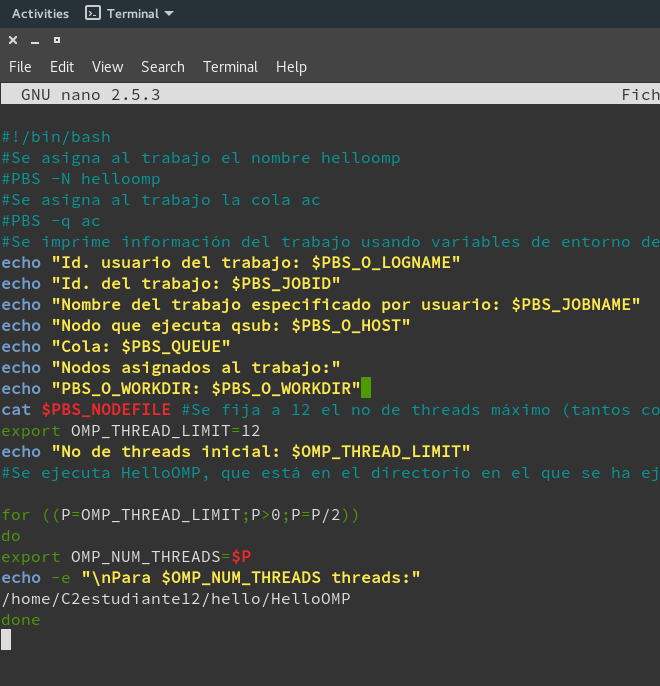 Activities Terminal
File Edit View Search Terminal Help
GNU nano 2.5.3 Fich
#!/bin/bash
#Se asigna al trabajo el nombre helloomp
#PBS -N helloomp
#Se asigna al trabajo la cola ac
#PBS -q ac
#Se imprime información del trabajo usando variables de entorno de
echo "Id. usuario del trabajo: $PBS_O_LOGNAME"
echo "Id. del trabajo: $PBS_JOBID"
echo "Nombre del trabajo especificado por usuario: $PBS_JOBNAME"
echo "Nodo que ejecuta qsub: $PBS_O_HOST"
echo "Cola: $PBS_QUEUE"
echo "Nodos asignados al trabajo:"
echo "PBS_O_WORKDIR: $PBS_O_WORKDIR"
cat $PBS_NODEFILE #Se fija a 12 el no de threads máximo (tantos co
export OMP_THREAD_LIMIT=12
echo "No de threads inicial: $OMP_THREAD_LIMIT"
#Se ejecuta HelloOMP, que está en el directorio en el que se ha ej
for ((P=OMP_THREAD_LIMIT;P>0;P=P/2))
do
export OMP_NUM_THREADS=$P
echo -e "\nPara $OMP_NUM_THREADS threads:"
/home/C2estudiante12/hello/HelloOMP
done